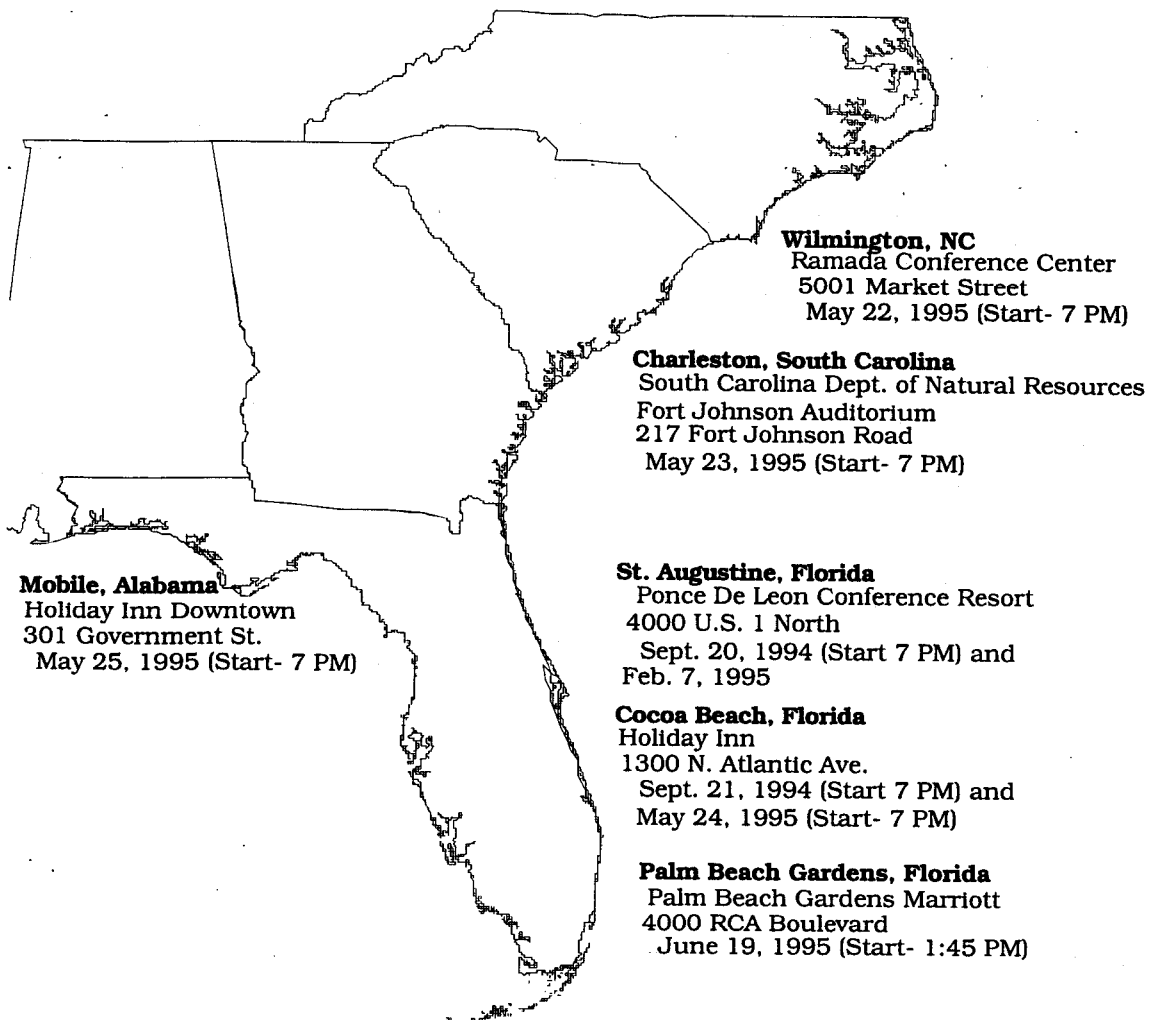 Wilmington, NC
Ramada Conference Center
5001 Market Street
May 22, 1995 (Start- 7 PM)
Charleston, South Carolina
South Carolina Dept. of Natural Resources
Fort Johnson Auditorium
217 Fort Johnson Road
May 23, 1995 (Start- 7 PM)
Mobile, Alabama
Holiday Inn Downtown
301 Government St.
May 25, 1995 (Start- 7 PM)
St. Augustine, Florida
Ponce De Leon Conference Resort
4000 U.S. 1 North
Sept. 20, 1994 (Start 7 PM) and
Feb. 7, 1995
Cocoa Beach, Florida
Holiday Inn
1300 N. Atlantic Ave.
Sept. 21, 1994 (Start 7 PM) and
May 24, 1995 (Start- 7 PM)
Palm Beach Gardens, Florida
Palm Beach Gardens Marriott
4000 RCA Boulevard
June 19, 1995 (Start- 1:45 PM)